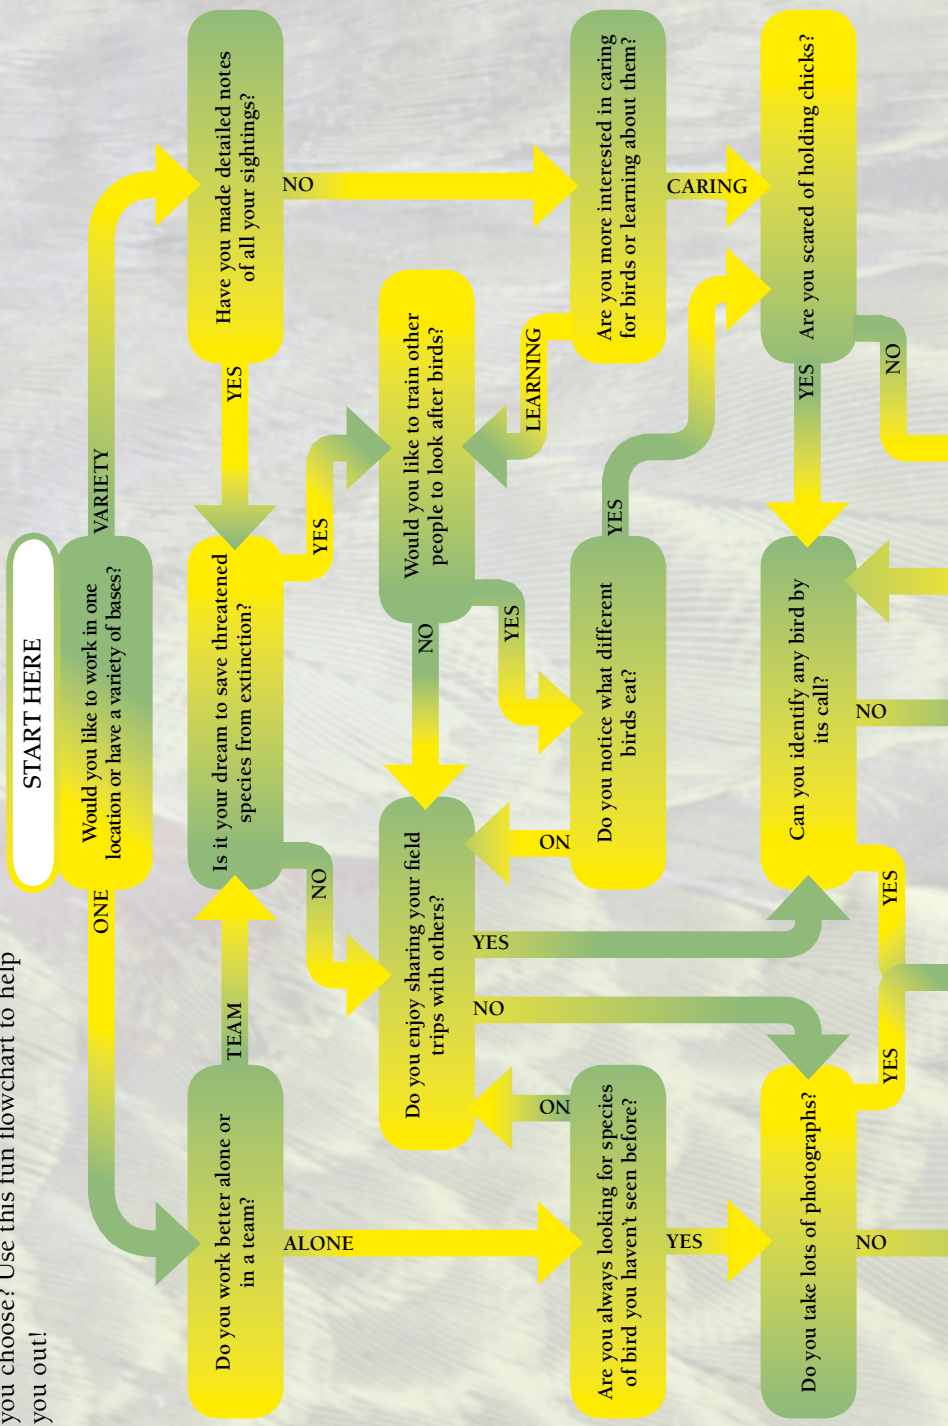 you choose? Use this fun flowchart to help
you out!
START HERE
Would you like to work in one
location or have a variety of bases?
ONE
VARIETY
Do you work better alone or
in a team?
TEAM
Is it your dream to save threatened
species from extinction?
YES
Have you made detailed notes
of all your sightings?
ALONE
NO
YES
NO
Do you enjoy sharing your field
trips with others?
NO
Would you like to train other
people to look after birds?
NO
YES
YES
LEARNING
ON
ON
Are you always looking for species
of bird you haven't seen before?
Do you notice what different
birds eat?
YES
Are you more interested in caring
for birds or learning about them?
YES
CARING
Do you take lots of photographs?
Can you identify any bird by
its call?
YES
Are you scared of holding chicks?
NO
YES
YES
NO
NO